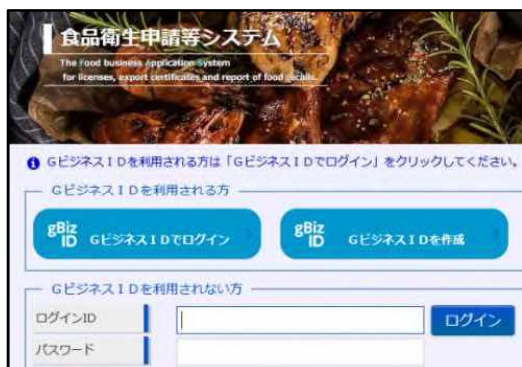 食品衛生申請等システム
The Food business Application System
for licenses, export certificates and report of food recalls.
GビジネスIDを利用される方は「GビジネスIDでログイン」をクリックしてください。
GビジネスIDを利用される方
gBiz ID GビジネスIDでログイン
gBiz ID GビジネスIDを作成
GビジネスIDを利用されない方
ログインID
ログイン
パスワード